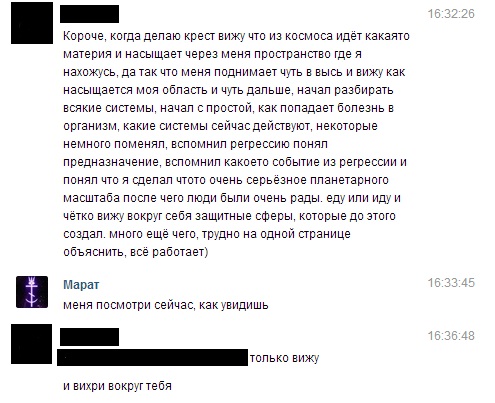 16:32:26
Короче, когда делаю крест вижу что из космоса идёт какаято
материя и насыщает через меня пространство где я
нахожусь, да так что меня поднимает чуть в высь и вижу как
насыщается моя область и чуть дальше, начал разбирать
всякие системы, начал с простой, как попадает болезнь в
организм, какие системы сейчас действуют, некоторые
немного поменял, вспомнил регрессию понял
предназначение, вспомнил какоето событие из регрессии и
понял что я сделал чтото очень серьёзное планетарного
масштаба после чего люди были очень рады. еду или иду и
чётко вижу вокруг себя защитные сферы, которые до этого
создал. много ещё чего, трудно на одной странице
объяснить, всё работает)
Марат 16:33:45
меня посмотри сейчас, как увидишь
16:36:48
только вижу
и вихри вокруг тебя